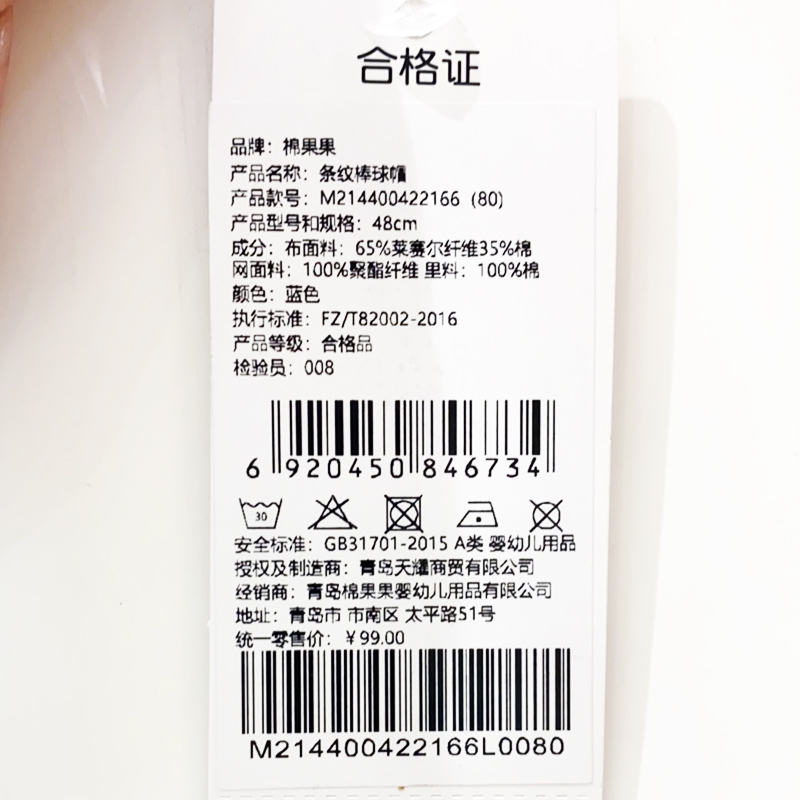 合格证
品牌：棉果果
产品名称：条纹棒球帽
产品款号：M214400422166 (80)
产品型号和规格：48cm
成分：布面料：65%莱赛尔纤维35%棉
网面料：100%聚酯纤维 里料：100%棉
颜色：蓝色
执行标准：FZ/T82002-2016
产品等级：合格品
检验员：008
6 920450 846734
30
安全标准：GB31701-2015 A类 婴幼儿用品
授权及制造商：青岛天耀商贸有限公司
经销商：青岛棉果果婴幼儿用品有限公司
地址：青岛市 市南区 太平路51号
统一零售价：￥99.00
M214400422166L0080